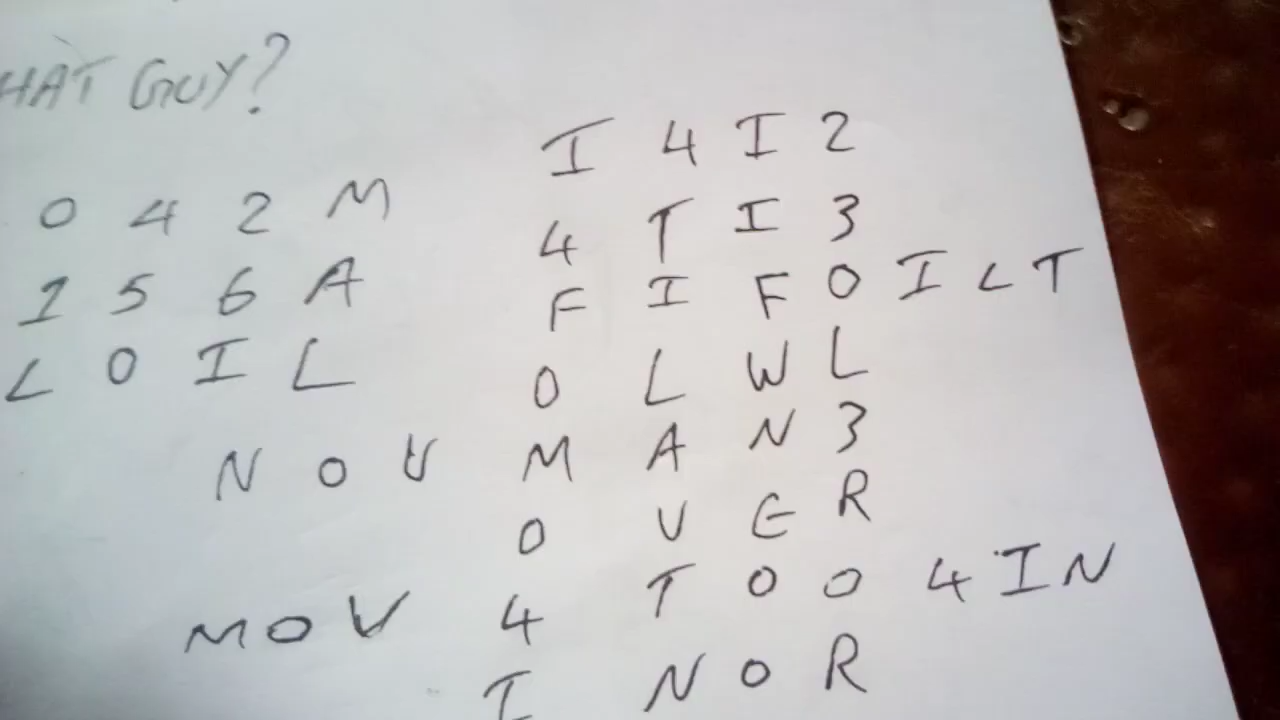 HAT GUY?
I 4 I 2
0 4 2 M
4 T I 3
1 5 6 A
F I F O I L T
L O I L
O L W L
N O V M A N 3
O V E R
M O V 4 T O O 4 I N
I N O R